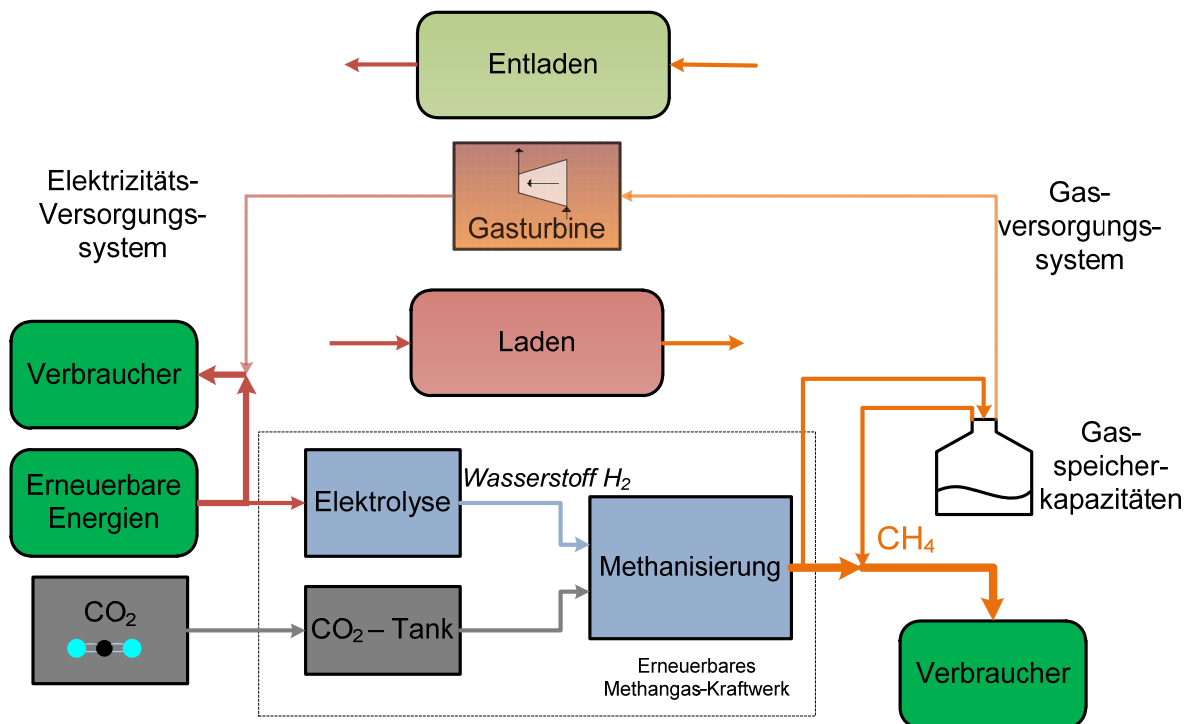 Entladen
Elektrizitäts-
Versorgungs-
system
Gasturbine
Gas-
versorgungs-
system
Laden
Verbraucher
Gas-
speicher-
kapazitäten
Erneuerbare
Energien
Elektrolyse
Wasserstoff H₂
Methanisierung
CH₄
CO₂
CO₂ – Tank
Erneuerbares
Methangas-Kraftwerk
Verbraucher